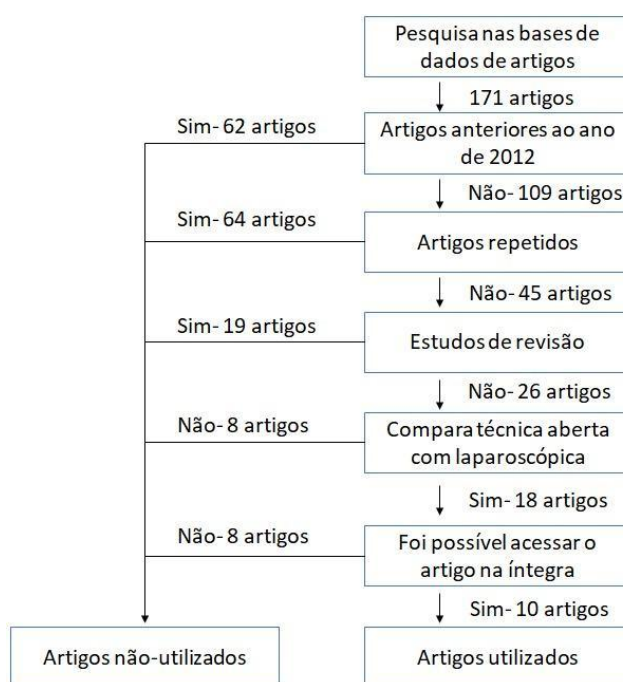 Pesquisa nas bases de
dados de artigos
171 artigos
Sim- 62 artigos
Artigos anteriores ao ano
de 2012
Não- 109 artigos
Sim- 64 artigos
Artigos repetidos
Não- 45 artigos
Sim- 19 artigos
Estudos de revisão
Não- 26 artigos
Não- 8 artigos
Compara técnica aberta
com laparoscópica
Sim- 18 artigos
Não- 8 artigos
Foi possível acessar o
artigo na íntegra
Sim- 10 artigos
Artigos não-utilizados
Artigos utilizados